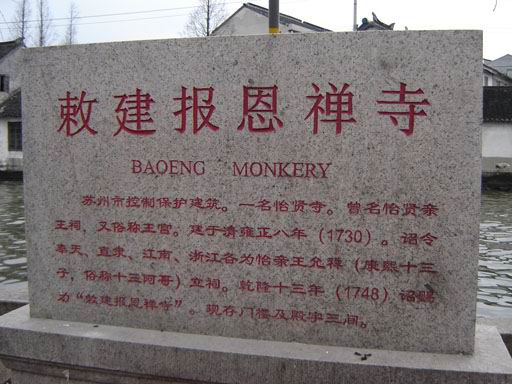 敕建报恩禅寺
BAOENG MONKERY
苏州市控制保护建筑。一名怡贤寺。曾名怡贤亲
王祠，又俗称王宫。建于清雍正八年（1730）。诏令
奉天、直隶、江南、浙江各为怡亲王允祥（康熙十三
子，俗称十三阿哥）立祠。乾隆十三年（1748）诏赐
为“敕建报恩禅寺”。现存门楼及殿宇三间。